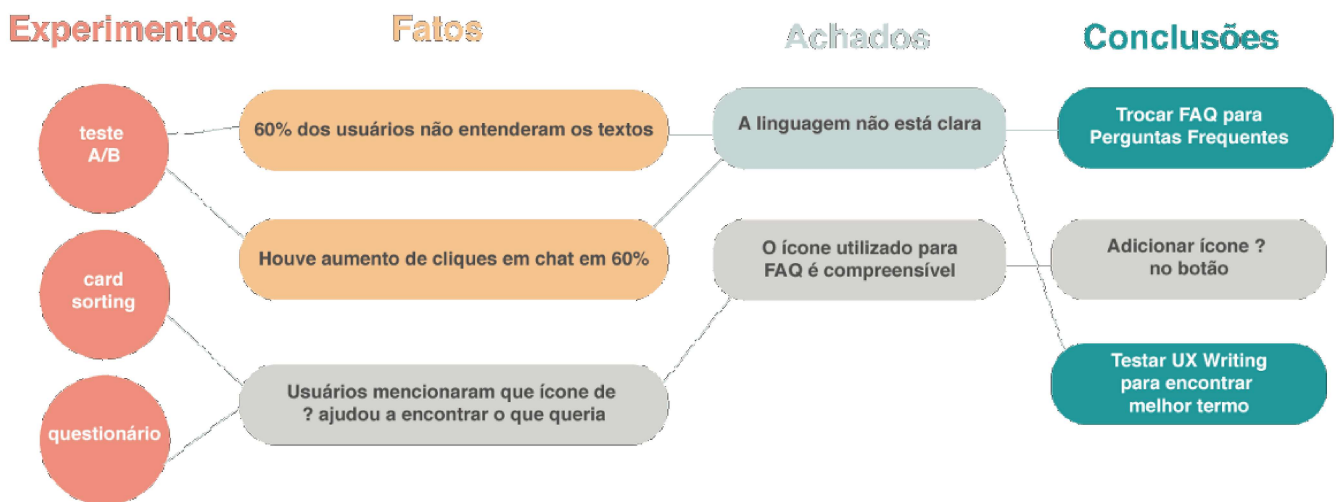 Experimentos
Fatos
Achados
Conclusões
teste
A/B
60% dos usuários não entenderam os textos
A linguagem não está clara
Trocar FAQ para
Perguntas Frequentes
card
sorting
Houve aumento de cliques em chat em 60%
O ícone utilizado para
FAQ é compreensível
Adicionar ícone ?
no botão
questionário
Usuários mencionaram que ícone de
? ajudou a encontrar o que queria
Testar UX Writing
para encontrar
melhor termo